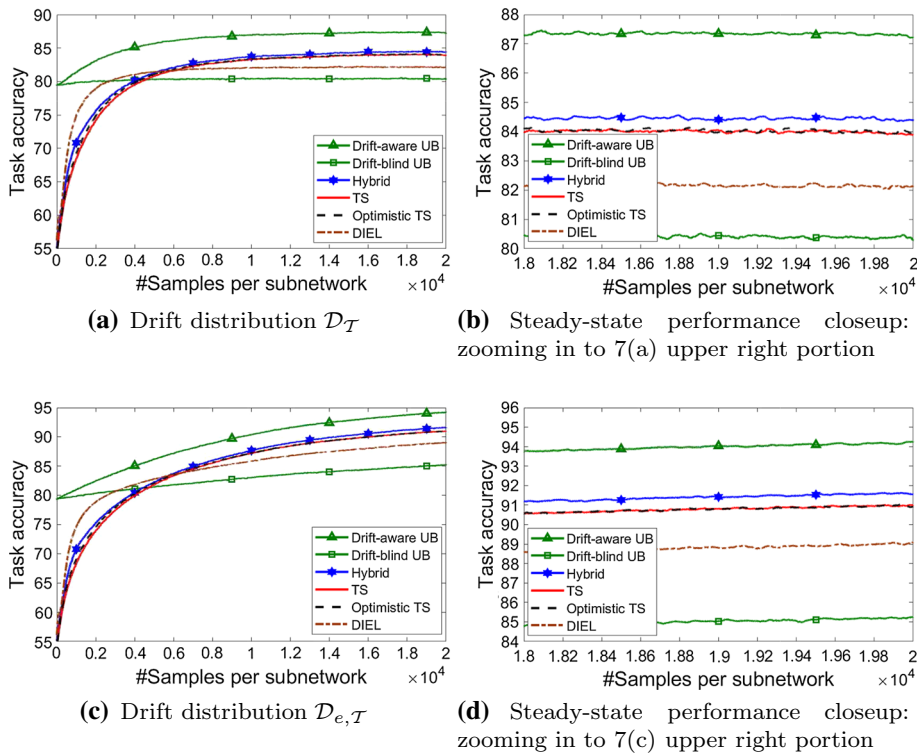 90
85
80
75
70
65
60
55
Task accuracy
Drift-aware UB
Drift-blind UB
Hybrid
TS
Optimistic TS
DIEL
0 0.2 0.4 0.6 0.8 1.0 1.2 1.4 1.6 1.8 2
#Samples per subnetwork ×10⁴
(a) Drift distribution 𝒟_𝒯
88
87
86
85
84
83
82
81
80
Task accuracy
Drift-aware UB
Drift-blind UB
Hybrid
TS
Optimistic TS
DIEL
1.8 1.82 1.84 1.86 1.88 1.9 1.92 1.94 1.96 1.98 2
#Samples per subnetwork ×10⁴
(b) Steady-state performance closeup:
zooming in to 7(a) upper right portion
95
90
85
80
75
70
65
60
55
Task accuracy
Drift-aware UB
Drift-blind UB
Hybrid
TS
Optimistic TS
DIEL
0 0.2 0.4 0.6 0.8 1.0 1.2 1.4 1.6 1.8 2
#Samples per subnetwork ×10⁴
(c) Drift distribution 𝒟_{e,𝒯}
96
95
94
93
92
91
90
89
88
87
86
85
84
Task accuracy
Drift-aware UB
Drift-blind UB
Hybrid
TS
Optimistic TS
DIEL
1.8 1.82 1.84 1.86 1.88 1.9 1.92 1.94 1.96 1.98 2
#Samples per subnetwork ×10⁴
(d) Steady-state performance closeup:
zooming in to 7(c) upper right portion